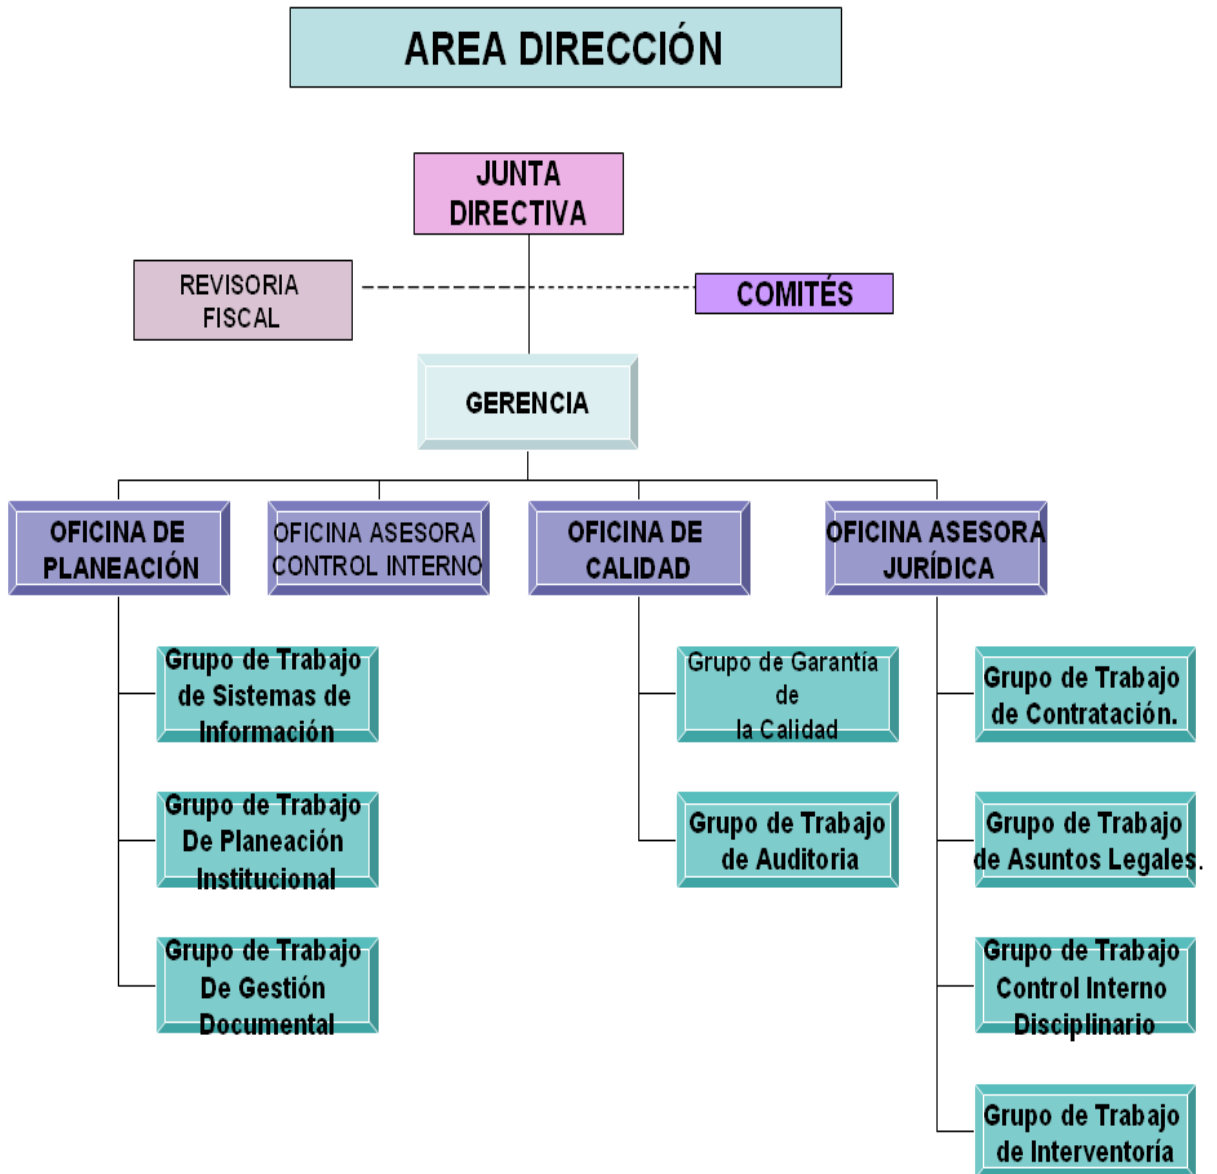 AREA DIRECCIÓN
JUNTA
DIRECTIVA
REVISORIA
FISCAL
COMITÉS
GERENCIA
OFICINA DE
PLANEACIÓN
OFICINA ASESORA
CONTROL INTERNO
OFICINA DE
CALIDAD
OFICINA ASESORA
JURÍDICA
Grupo de Trabajo
de Sistemas de
Información
Grupo de Trabajo
De Planeación
Institucional
Grupo de Trabajo
De Gestión
Documental
Grupo de Garantía
de
la Calidad
Grupo de Trabajo
de Auditoria
Grupo de Trabajo
de Contratación.
Grupo de Trabajo
de Asuntos Legales.
Grupo de Trabajo
Control Interno
Disciplinario
Grupo de Trabajo
de Interventoría